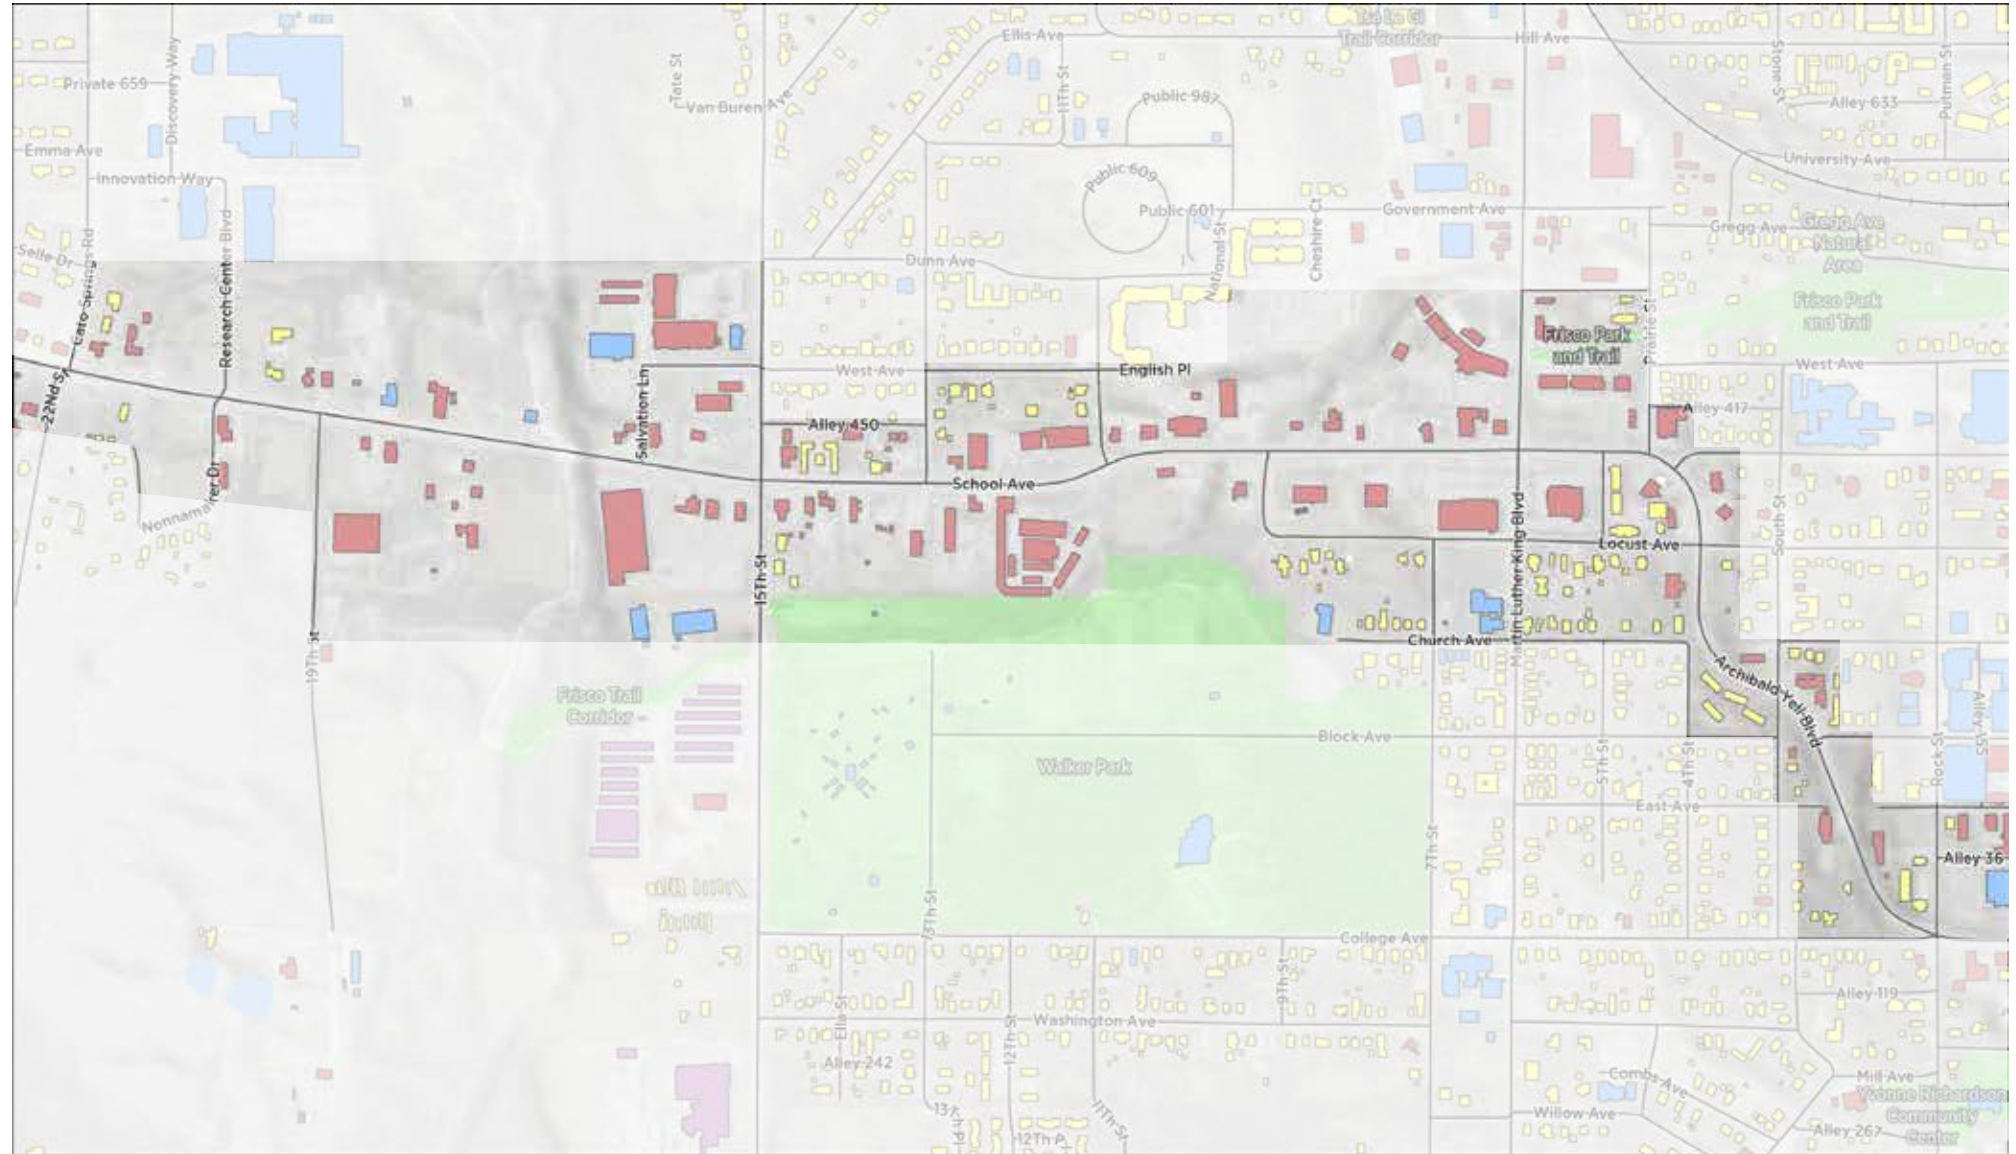 Isa La Gi
Trail Corridor
Ellis Ave
Hill Ave
Tate St
Discovery Way
Private 659
Van Buren Ave
11Th St
Public 987
Stone St
Putman St
Alley 633
Emma Ave
Innovation Way
University Ave
Public 609
Public 601
Government Ave
Cheshire Ct
National St
Gregg Ave
Gregg Ave
Natural
Area
Selle Dr
Cato Springs Rd
Research Center Blvd
Dunn Ave
Frisco Park
and Trail
Frisco Park
and Trail
Prairie St
West Ave
English Pl
West Ave
22Nd St
Salvation Ln
Alley 450
A
Alley 417
School Ave
Nonnamaker Dr
15Th St
Martin Luther King Blvd
Locust Ave
South St
19Th St
Church Ave
Archibald Yell Blvd
Frisco Trail
Corridor
Block Ave
Walker Park
5Th St
4Th St
Rock St
Alley 155
East Ave
7Th St
Alley 36
13Th St
College Ave
9Th St
Ella St
Washington Ave
12Th St
Alley 119
Alley 242
11Th St
Combs Ave
Mill Ave
Willow Ave
Yvonne Richardson
Community
Center
Alley 267
12Th P